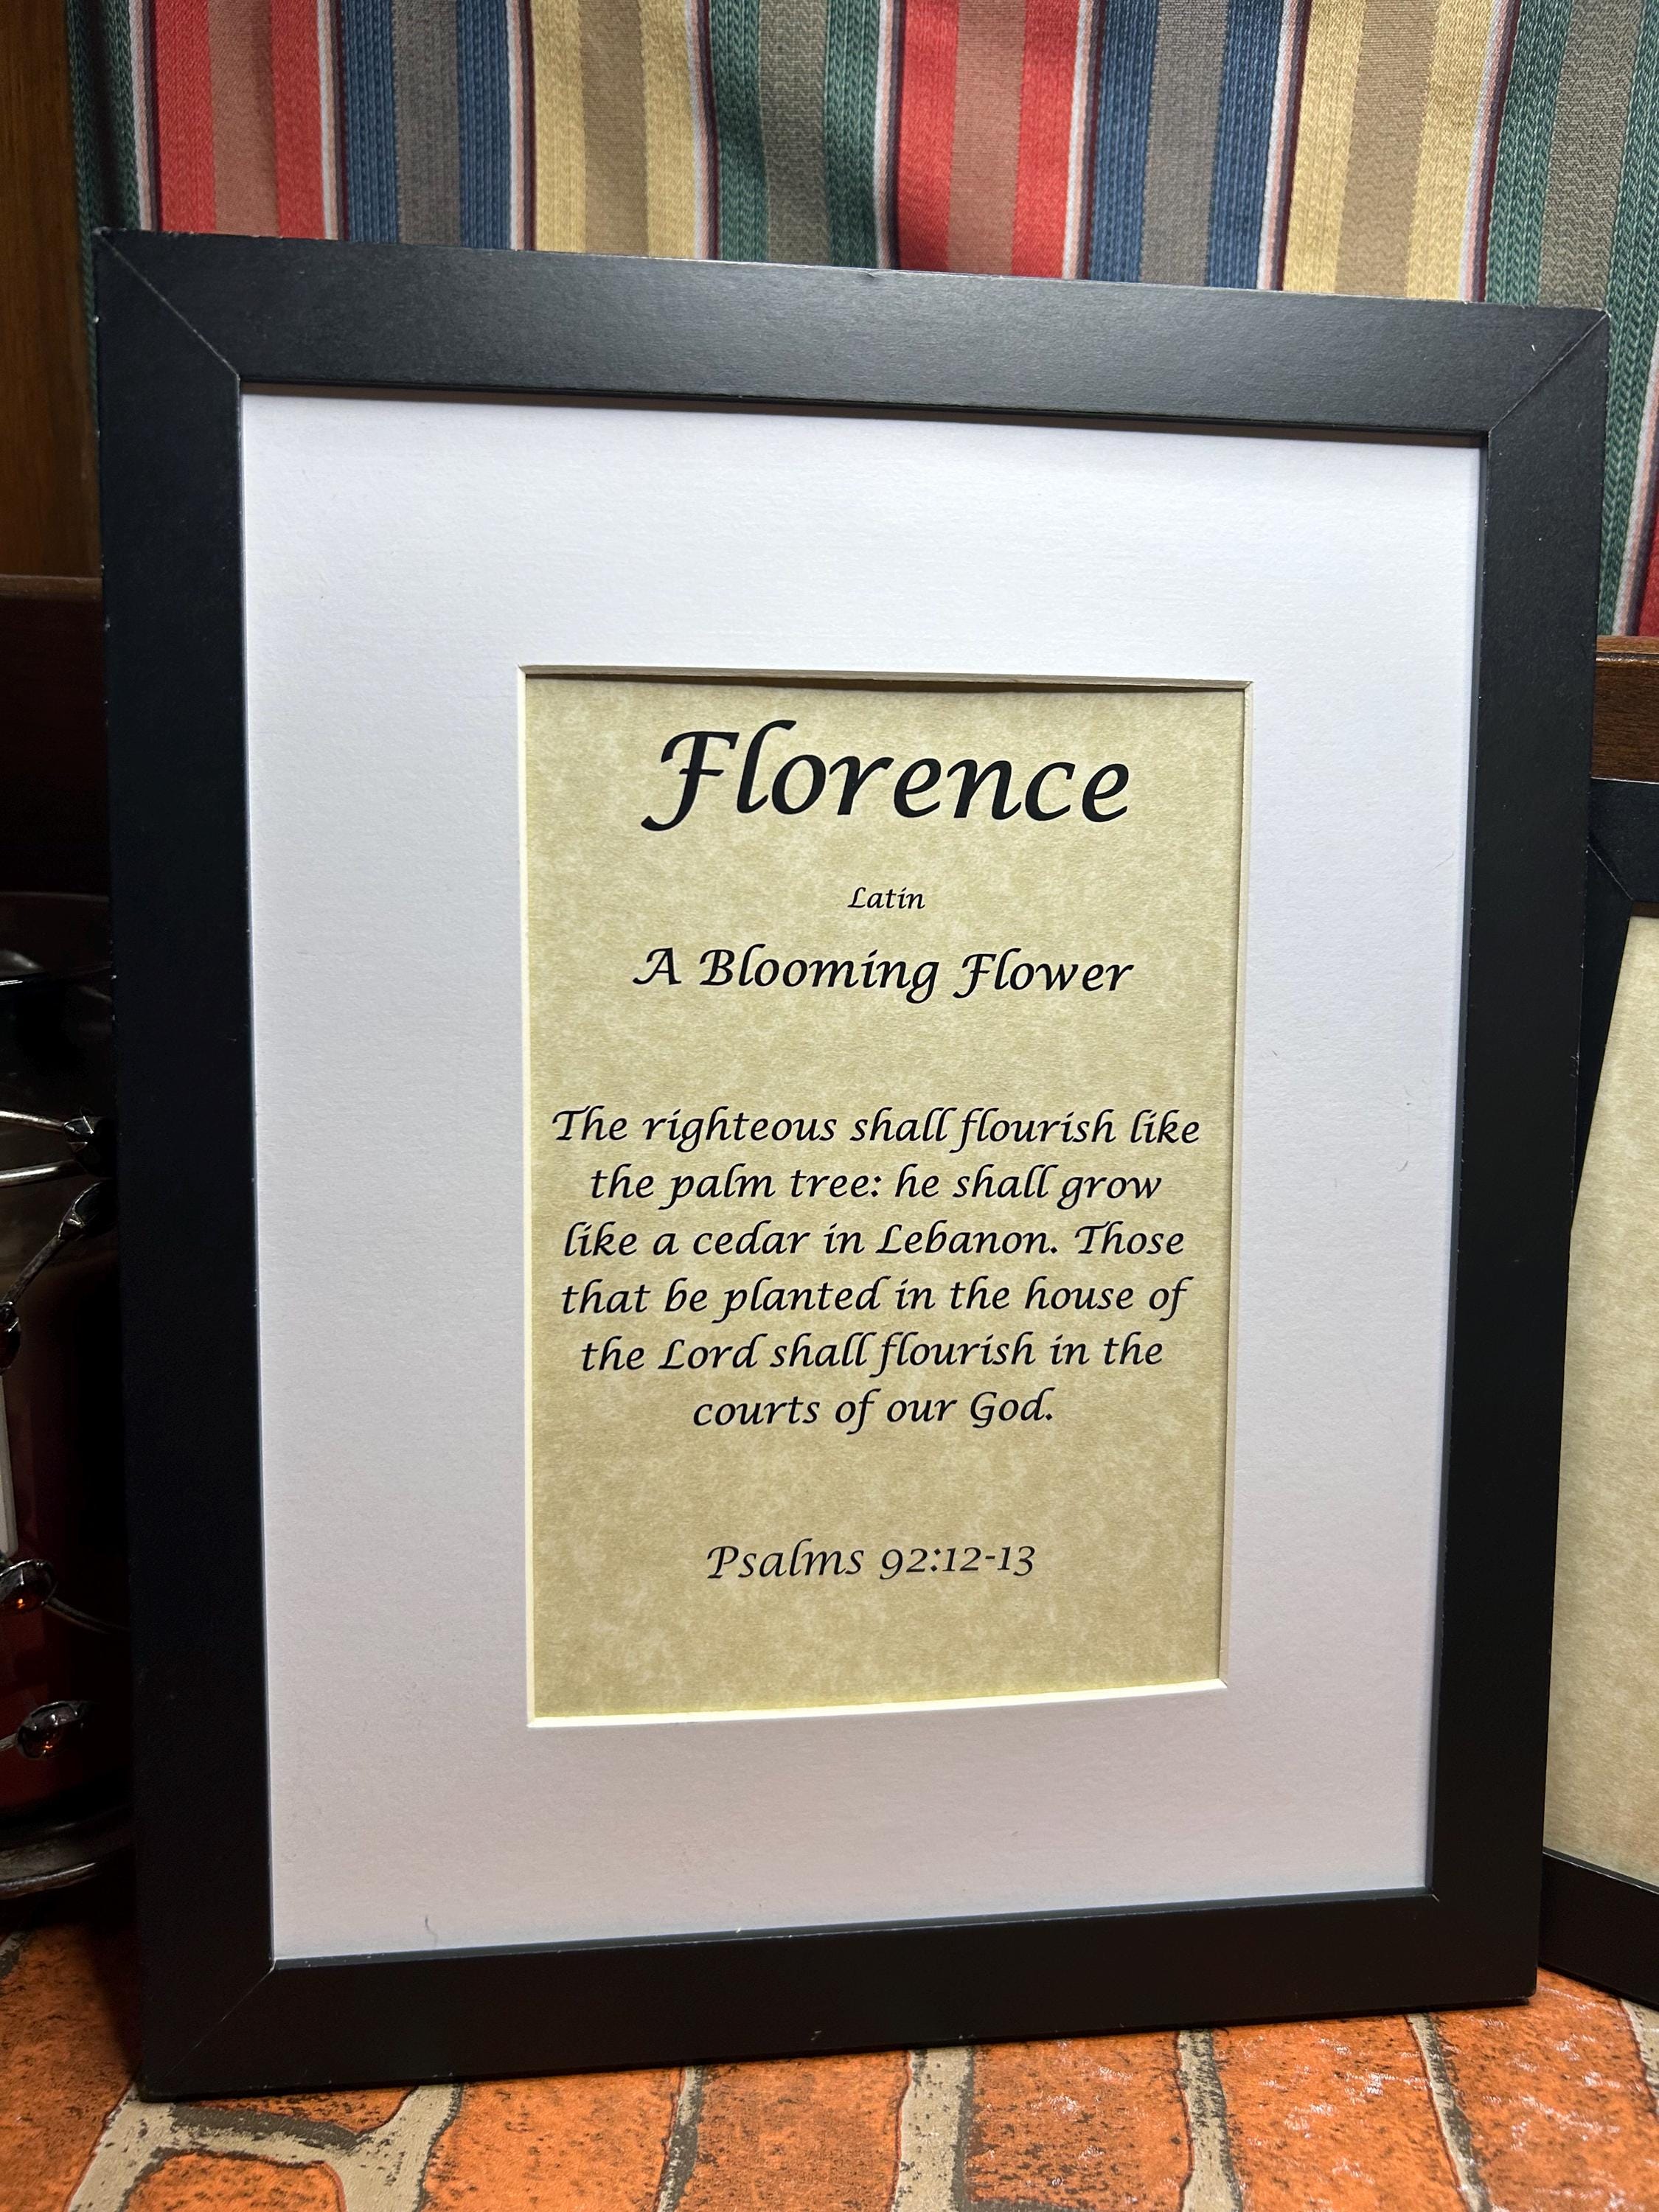 Florence
Latin
A Blooming Flower
The righteous shall flourish like
the palm tree: he shall grow
like a cedar in Lebanon. Those
that be planted in the house of
the Lord shall flourish in the
courts of our God.
Psalms 92:12-13